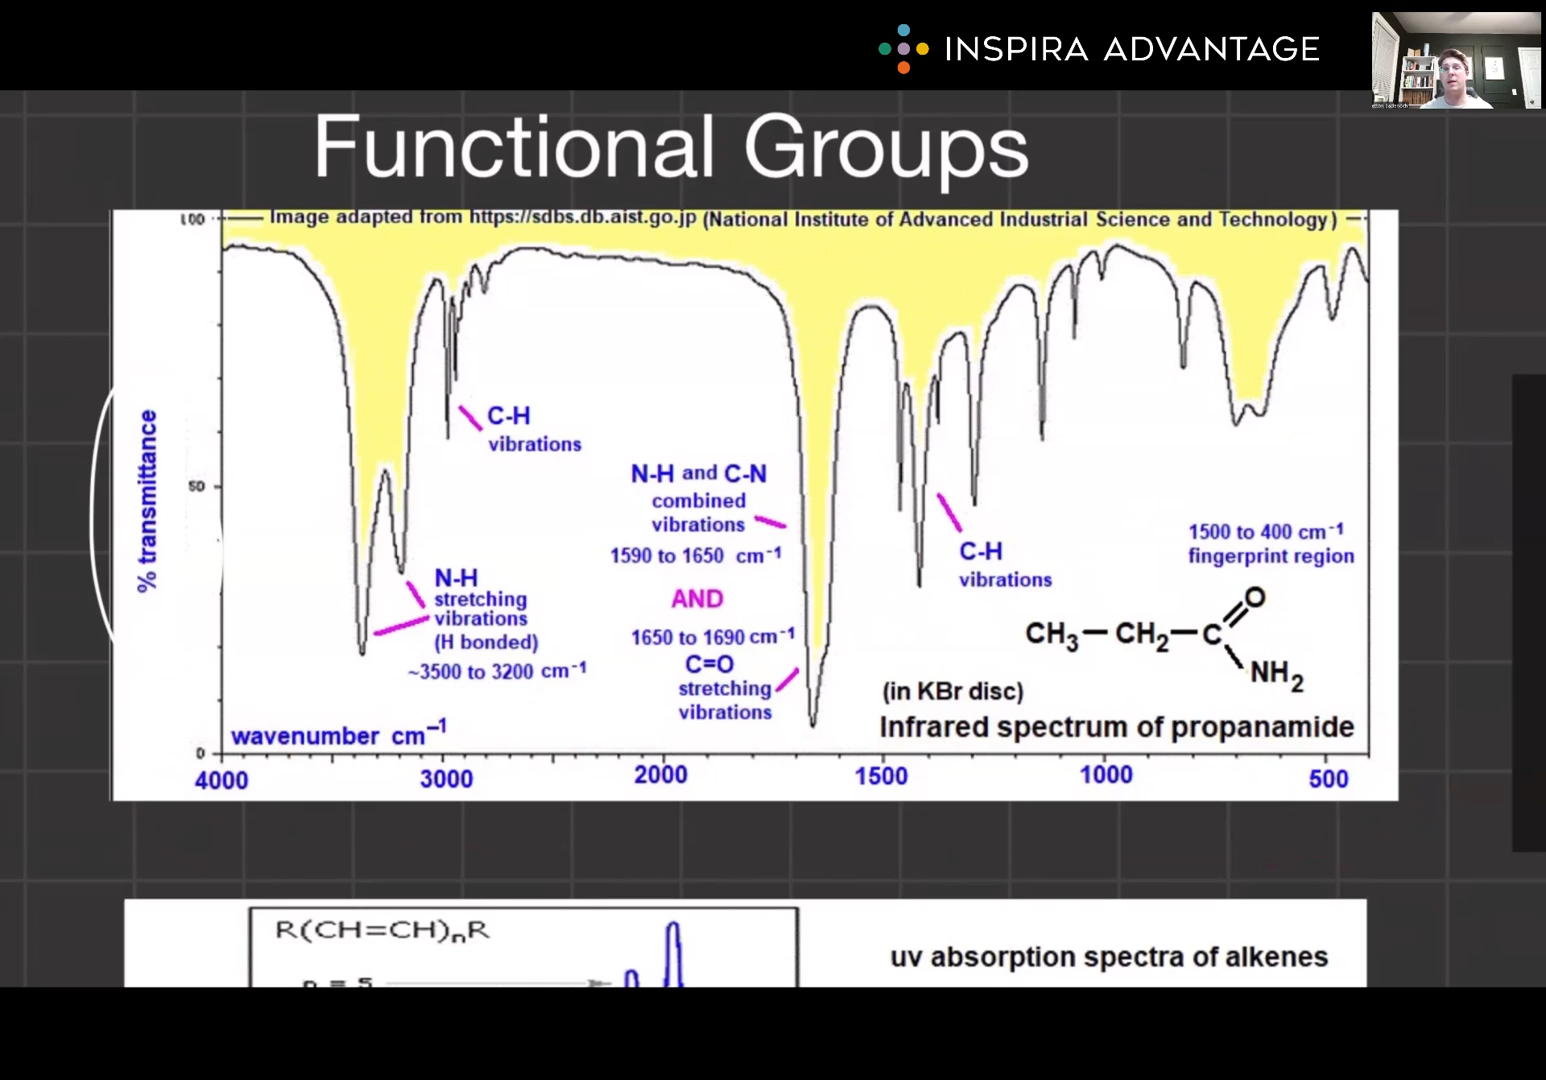 INSPIRA ADVANTAGE
Functional Groups
100
Image adapted from https://sdbs.db.aist.go.jp (National Institute of Advanced Industrial Science and Technology)
% transmittance
50
0
C-H
vibrations
N-H
stretching
vibrations
(H bonded)
~3500 to 3200 cm⁻¹
N-H and C-N
combined
vibrations
1590 to 1650 cm⁻¹
AND
1650 to 1690 cm⁻¹
C=O
stretching
vibrations
C-H
vibrations
1500 to 400 cm⁻¹
fingerprint region
O
CH₃–CH₂–C
NH₂
(in KBr disc)
Infrared spectrum of propanamide
wavenumber cm⁻¹
4000 3000 2000 1500 1000 500
R(CH=CH)ₙR
n = 5
uv absorption spectra of alkenes